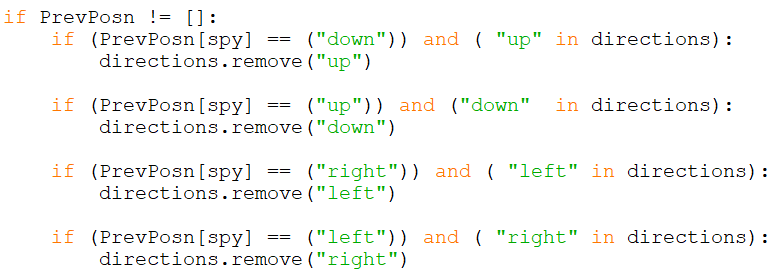 if PrevPosn != []:
    if (PrevPosn[spy] == ("down")) and ( "up" in directions):
        directions.remove("up")

    if (PrevPosn[spy] == ("up")) and ("down"  in directions):
        directions.remove("down")

    if (PrevPosn[spy] == ("right")) and ( "left" in directions):
        directions.remove("left")

    if (PrevPosn[spy] == ("left")) and ( "right" in directions):
        directions.remove("right")